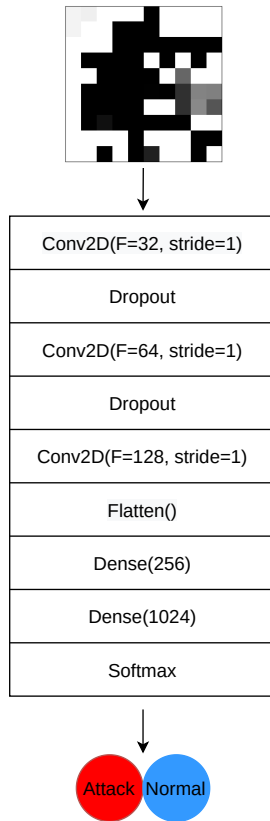 Conv2D(F=32, stride=1)
Dropout
Conv2D(F=64, stride=1)
Dropout
Conv2D(F=128, stride=1)
Flatten()
Dense(256)
Dense(1024)
Softmax
Attack Normal